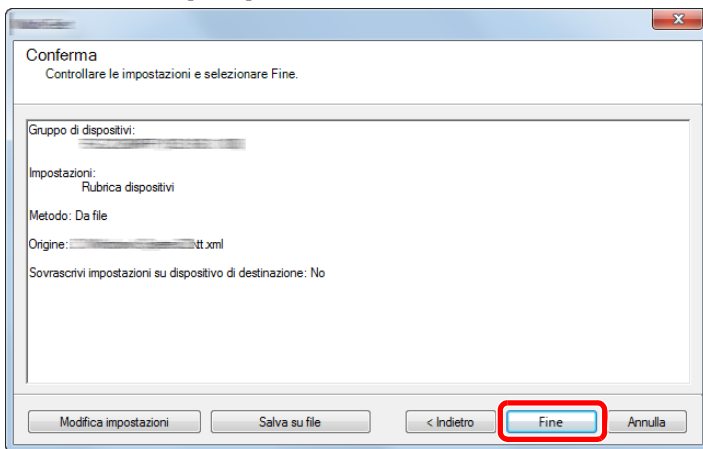 Conferma
Controllare le impostazioni e selezionare Fine.
Gruppo di dispositivi:
Impostazioni:
Rubrica dispositivi
Metodo: Da file
Origine: \tt.xml
Sovrascrivi impostazioni su dispositivo di destinazione: No
Modifica impostazioni Salva su file < Indietro Fine Annulla